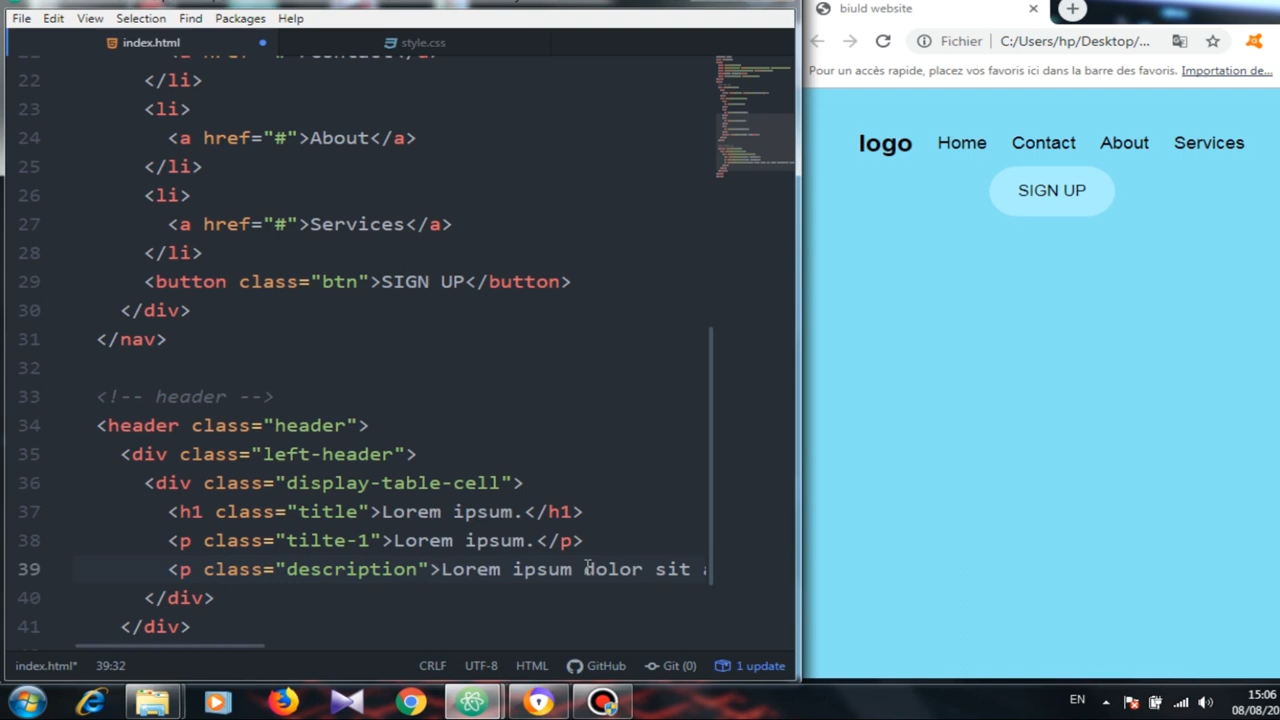 File Edit View Selection Find Packages Help
index.html
style.css
22 </li>
23 <li>
24 <a href="#">About</a>
25 </li>
26 <li>
27 <a href="#">Services</a>
28 </li>
29 <button class="btn">SIGN UP</button>
30 </div>
31 </nav>
32
33 <!-- header -->
34 <header class="header">
35 <div class="left-header">
36 <div class="display-table-cell">
37 <h1 class="title">Lorem ipsum.</h1>
38 <p class="tilte-1">Lorem ipsum.</p>
39 <p class="description">Lorem ipsum dolor sit
40 </div>
41 </div>
index.html* 39:32 CRLF UTF-8 HTML GitHub Git (0) 1 update
biuld website
Fichier C:/Users/hp/Desktop/...
Pour un accès rapide, placez vos favoris ici dans la barre des favoris. Importation de...
logo Home Contact About Services
SIGN UP
EN
15:06
08/08/20